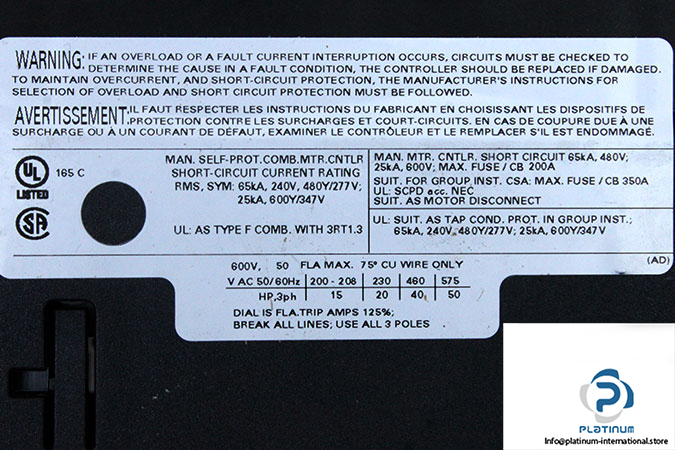 WARNING: IF AN OVERLOAD OR A FAULT CURRENT INTERRUPTION OCCURS, CIRCUITS MUST BE CHECKED TO
DETERMINE THE CAUSE IN A FAULT CONDITION, THE CONTROLLER SHOULD BE REPLACED IF DAMAGED.
TO MAINTAIN OVERCURRENT, AND SHORT-CIRCUIT PROTECTION, THE MANUFACTURER'S INSTRUCTIONS FOR
SELECTION OF OVERLOAD AND SHORT CIRCUIT PROTECTION MUST BE FOLLOWED.
AVERTISSEMENT: IL FAUT RESPECTER LES INSTRUCTIONS DU FABRICANT EN CHOISISSANT LES DISPOSITIFS DE
PROTECTION CONTRE LES SURCHARGES ET COURT-CIRCUITS. EN CAS DE COUPURE DUE À UNE
SURCHARGE OU À UN COURANT DE DÉFAUT, EXAMINER LE CONTRÔLEUR ET LE REMPLACER S'IL EST ENDOMMAGÉ.
UL
LISTED
165 C
SA
MAN. SELF-PROT.COMB.MTR.CNTLR
SHORT-CIRCUIT CURRENT RATING
RMS, SYM: 65kA, 240V, 480Y/277V;
25kA, 600Y/347V
UL: AS TYPE F COMB. WITH 3RT1.3
MAN. MTR. CNTLR. SHORT CIRCUIT 65kA, 480V;
25kA, 600V; MAX. FUSE / CB 200A
SUIT. FOR GROUP INST. CSA: MAX. FUSE / CB 350A
UL: SCPD acc. NEC
SUIT. AS MOTOR DISCONNECT
UL: SUIT. AS TAP COND. PROT. IN GROUP INST.;
65kA, 240V, 480Y/277V; 25kA, 600Y/347V
(AD)
600V, 50 FLA MAX. 75° CU WIRE ONLY
V AC 50/60Hz 200 - 208 230 460 575
HP,3ph 15 20 40 50
DIAL IS FLA.TRIP AMPS 125%;
BREAK ALL LINES; USE ALL 3 POLES
P
PLATINUM
Info@platinum-international.store